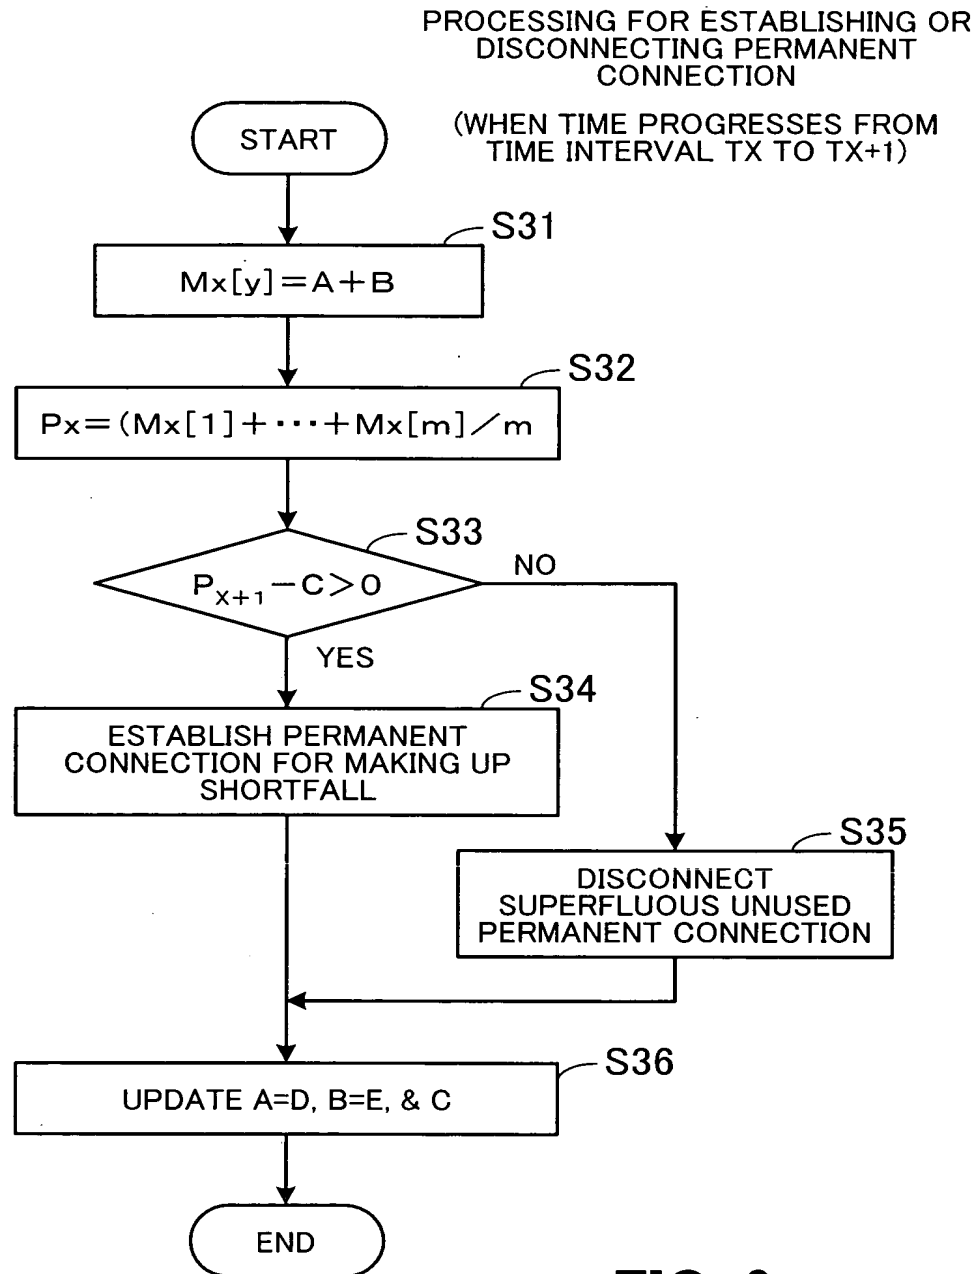 PROCESSING FOR ESTABLISHING OR
DISCONNECTING PERMANENT
CONNECTION
(WHEN TIME PROGRESSES FROM
TIME INTERVAL TX TO TX+1)
START
S31
Mx[y]=A+B
S32
Px=(Mx[1]+···+Mx[m]/m
S33
P_{X+1}-C>0
NO
YES
S34
ESTABLISH PERMANENT
CONNECTION FOR MAKING UP
SHORTFALL
S35
DISCONNECT
SUPERFLUOUS UNUSED
PERMANENT CONNECTION
S36
UPDATE A=D, B=E, & C
END